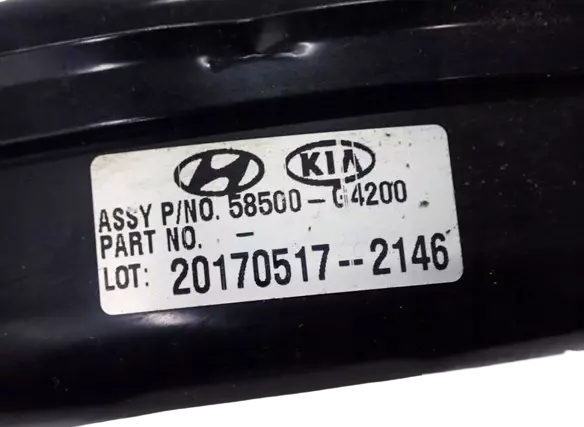 KIA
ASSY P/NO. 58500-G4200
PART NO. -
LOT: 20170517--2146